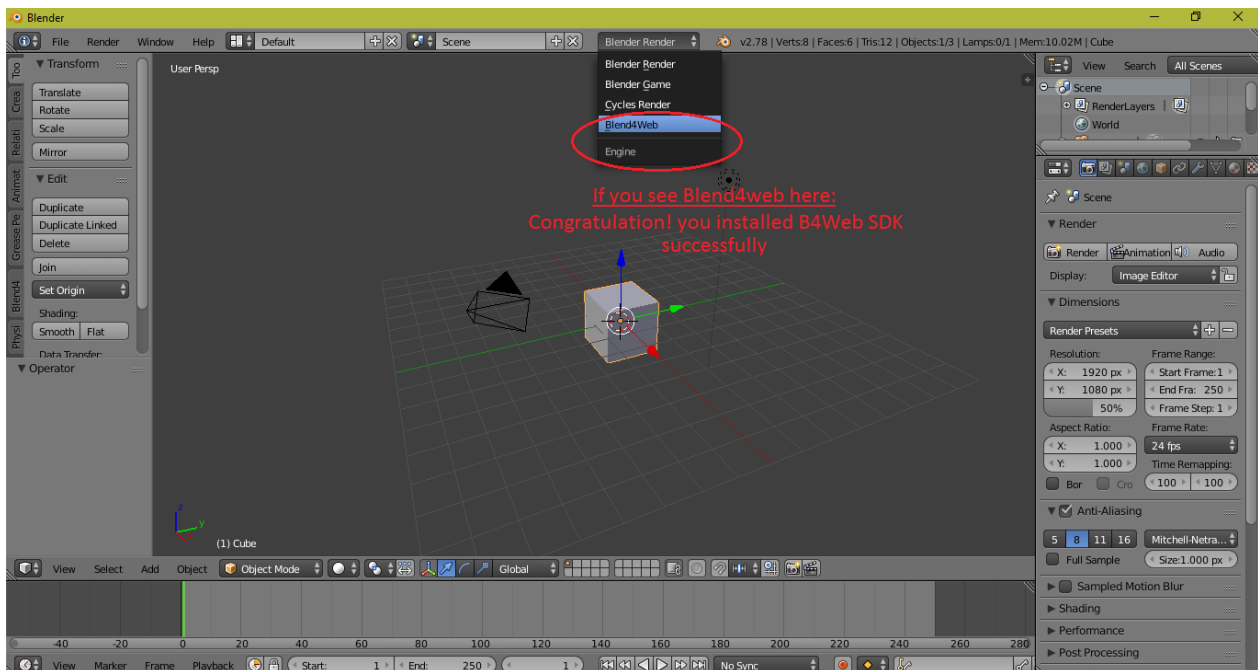 Blender
File Render Window Help Default Scene Blender Render v2.78 | Verts:8 | Faces:6 | Tris:12 | Objects:1/3 | Lamps:0/1 | Mem:10.02M | Cube
Blender Render
Blender Game
Cycles Render
Blend4Web
Engine
If you see Blend4web here:
Congratulation! you installed B4Web SDK
successfully
User Persp
(1) Cube
z
y
Too
Crea
Relati
Animat
Grease Pe
Blend4
Physi
Transform
Translate
Rotate
Scale
Mirror
Edit
Duplicate
Duplicate Linked
Delete
Join
Set Origin
Shading:
Smooth Flat
Data Transfer:
Operator
View Search All Scenes
Scene
RenderLayers |
World
Scene
Render
Render Animation Audio
Display: Image Editor
Dimensions
Render Presets
Resolution: Frame Range:
X: 1920 px Start Frame:1
Y: 1080 px End Fra: 250
50% Frame Step: 1
Aspect Ratio: Frame Rate:
X: 1.000 24 fps
Y: 1.000 Time Remapping:
Bor Cro 100 100
Anti-Aliasing
5 8 11 16 Mitchell-Netra...
Full Sample Size:1.000 px
Sampled Motion Blur
Shading
Performance
Post Processing
View Select Add Object Object Mode Global
-40 -20 0 20 40 60 80 100 120 140 160 180 200 220 240 260 280
View Marker Frame Playback Start: 1 End: 250 1 No Sync